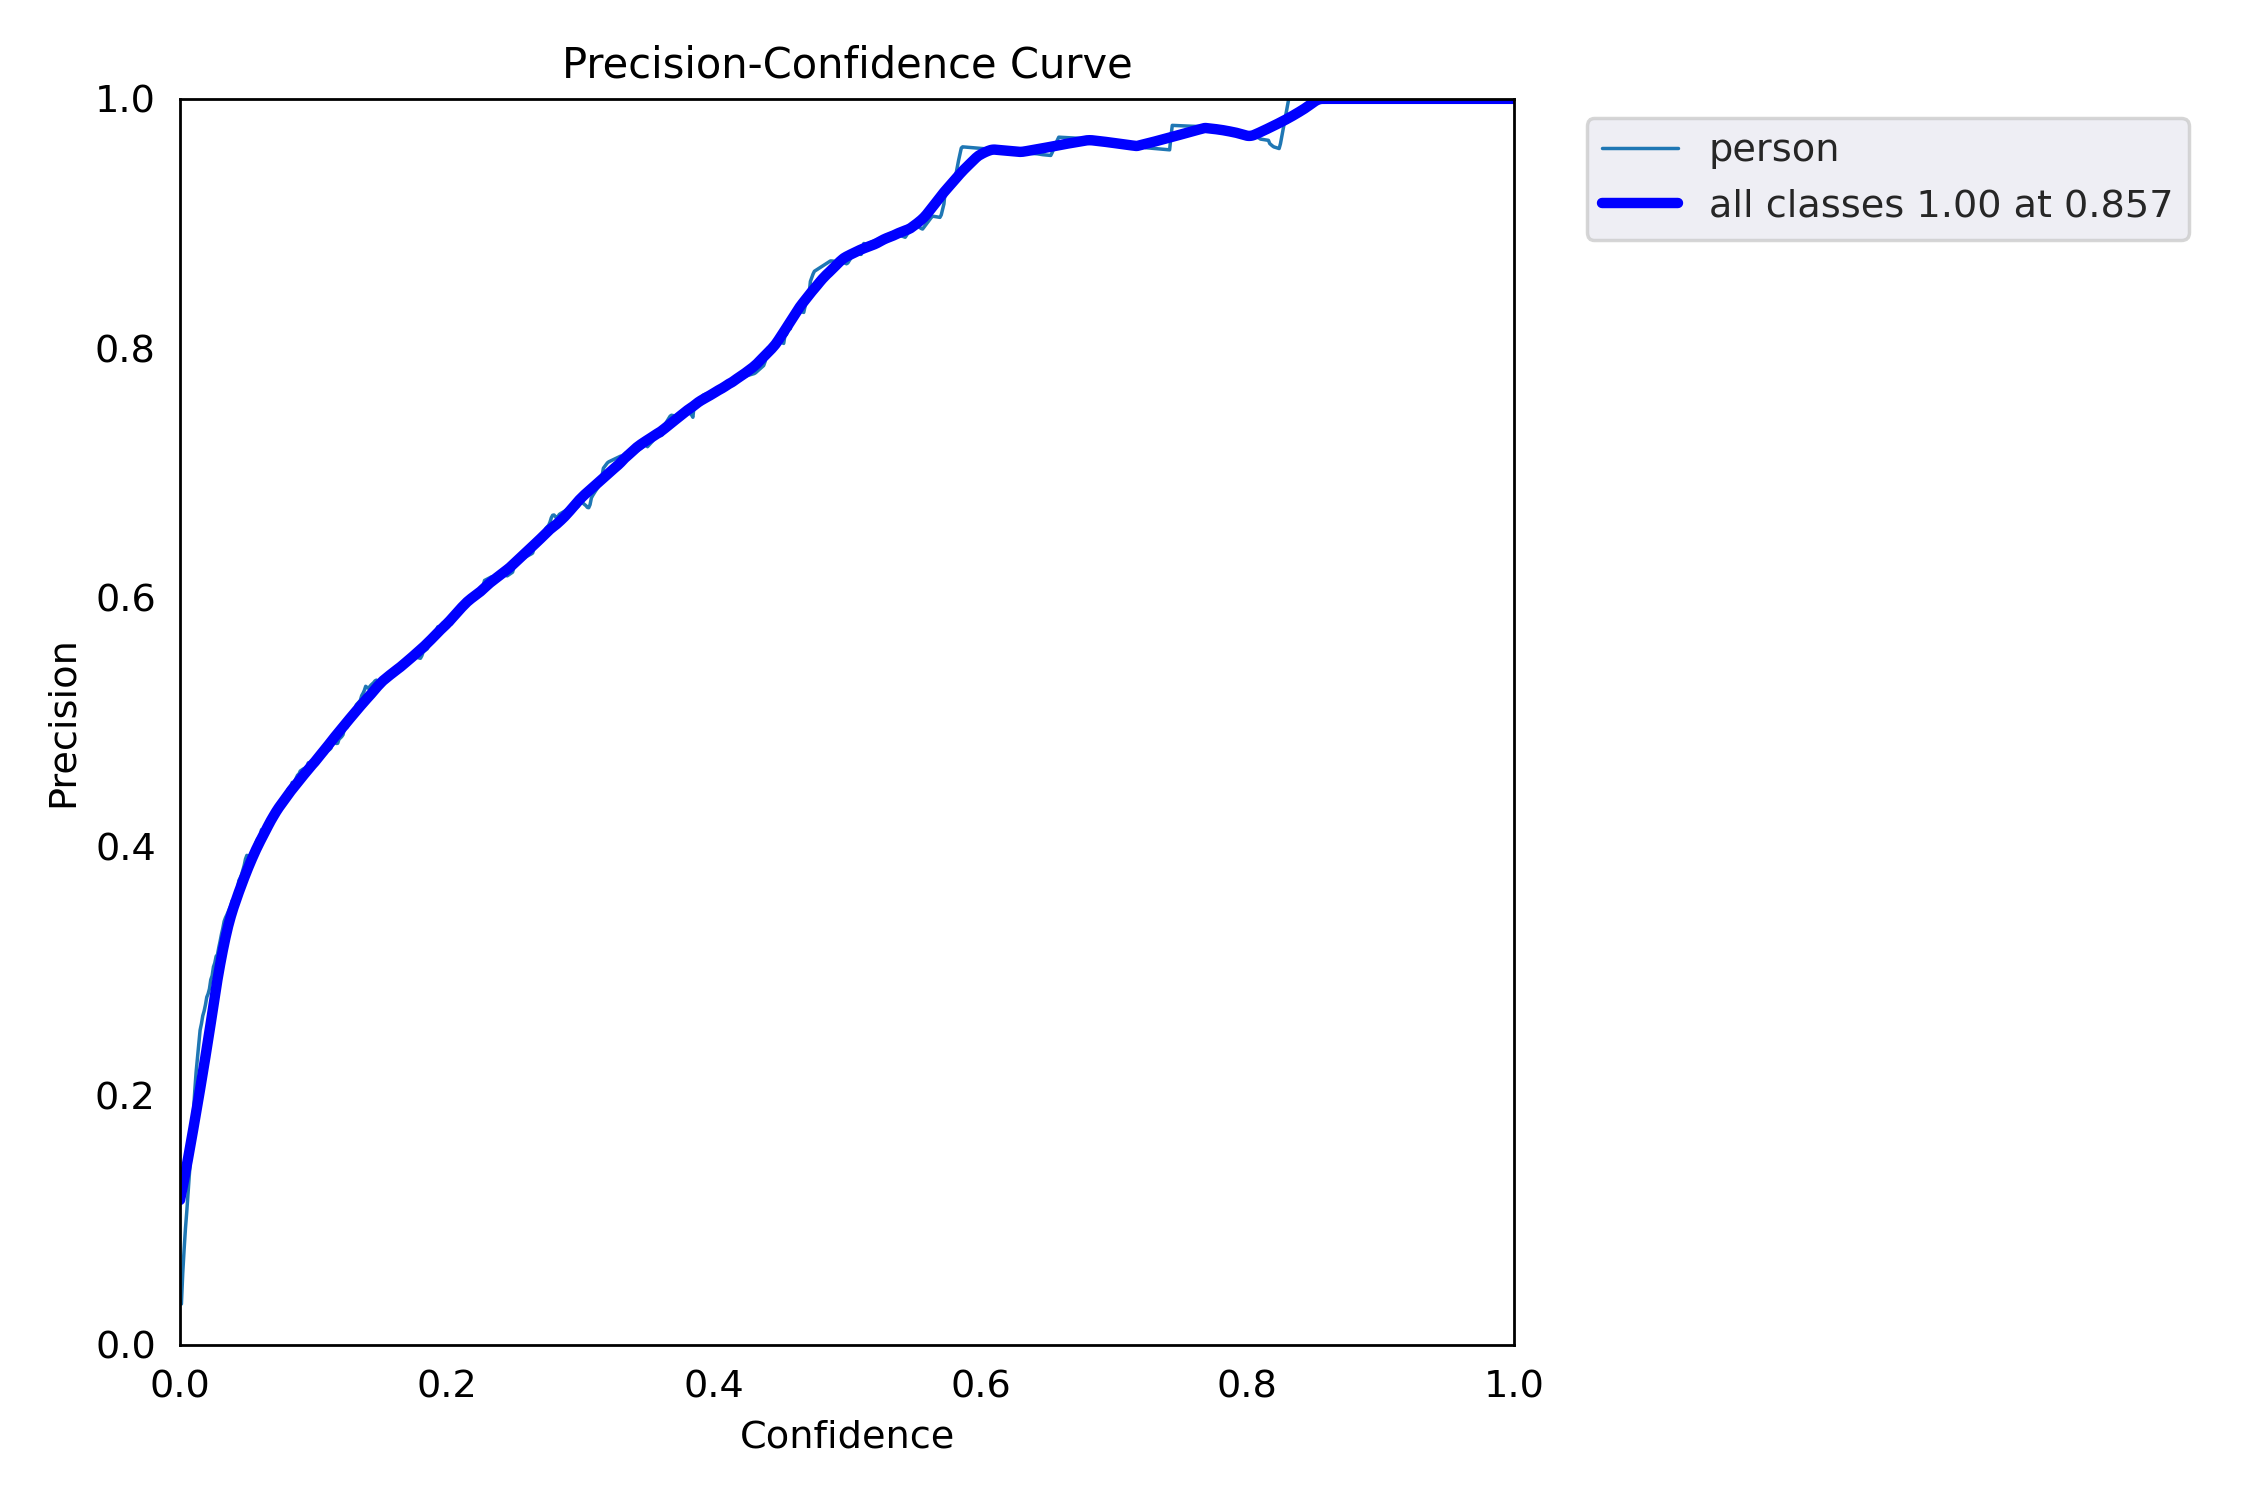 Precision-Confidence Curve
1.0
0.8
0.6
0.4
0.2
0.0
Precision
0.0 0.2 0.4 0.6 0.8 1.0
Confidence
person
all classes 1.00 at 0.857